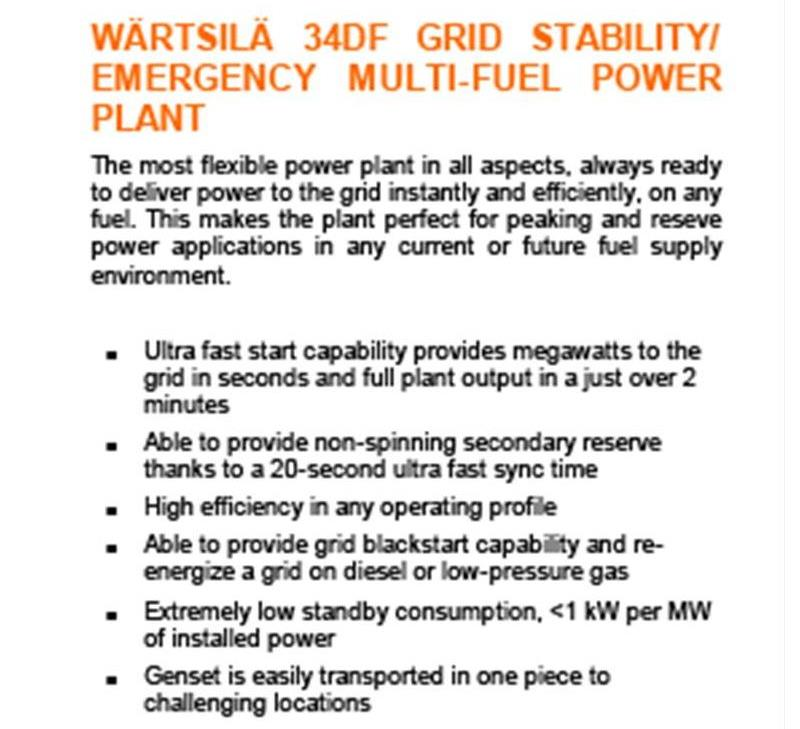 WÄRTSILÄ 34DF GRID STABILITY/
EMERGENCY MULTI-FUEL POWER
PLANT
The most flexible power plant in all aspects, always ready
to deliver power to the grid instantly and efficiently, on any
fuel. This makes the plant perfect for peaking and reseve
power applications in any current or future fuel supply
environment.
▪ Ultra fast start capability provides megawatts to the
grid in seconds and full plant output in a just over 2
minutes
▪ Able to provide non-spinning secondary reserve
thanks to a 20-second ultra fast sync time
▪ High efficiency in any operating profile
▪ Able to provide grid blackstart capability and re-
energize a grid on diesel or low-pressure gas
▪ Extremely low standby consumption, <1 kW per MW
of installed power
▪ Genset is easily transported in one piece to
challenging locations